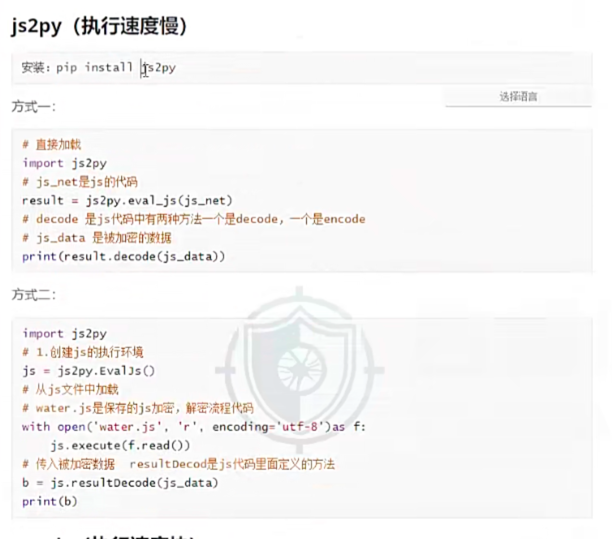 js2py（执行速度慢）
安装：pip install js2py
选择语言
方式一：
# 直接加载
import js2py
# js_net是js的代码
result = js2py.eval_js(js_net)
# decode 是js代码中有两种方法一个是decode，一个是encode
# js_data 是被加密的数据
print(result.decode(js_data))
方式二：
import js2py
# 1.创建js的执行环境
js = js2py.EvalJs()
# 从js文件中加载
# water.js是保存的js加密，解密流程代码
with open('water.js', 'r', encoding='utf-8')as f:
    js.execute(f.read())
# 传入被加密数据  resultDecod是js代码里面定义的方法
b = js.resultDecode(js_data)
print(b)